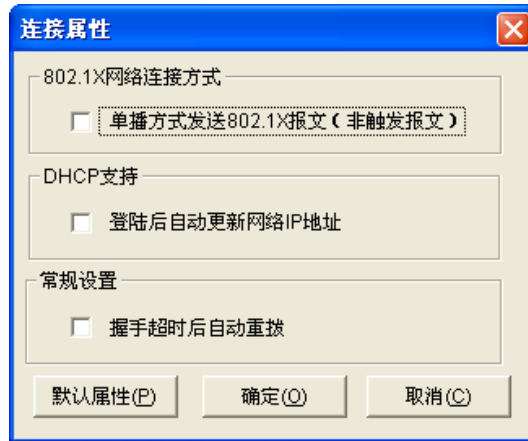 连接属性
802.1X网络连接方式
单播方式发送802.1X报文(非触发报文)
DHCP支持
登陆后自动更新网络IP地址
常规设置
握手超时后自动重拨
默认属性(P) 确定(O) 取消(C)